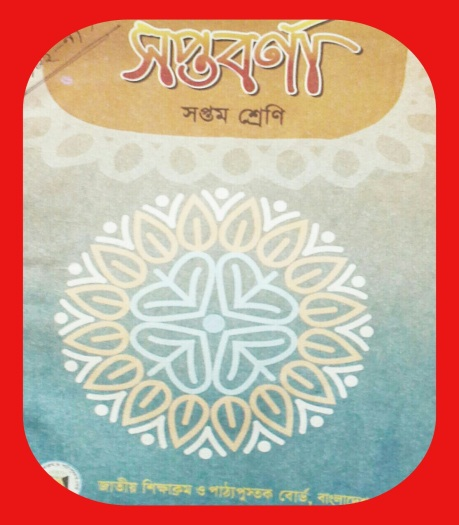 সপ্তবর্ণা
সপ্তম শ্রেণি
জাতীয় শিক্ষাক্রম ও পাঠ্যপুস্তক বোর্ড, বাংলাদেশ